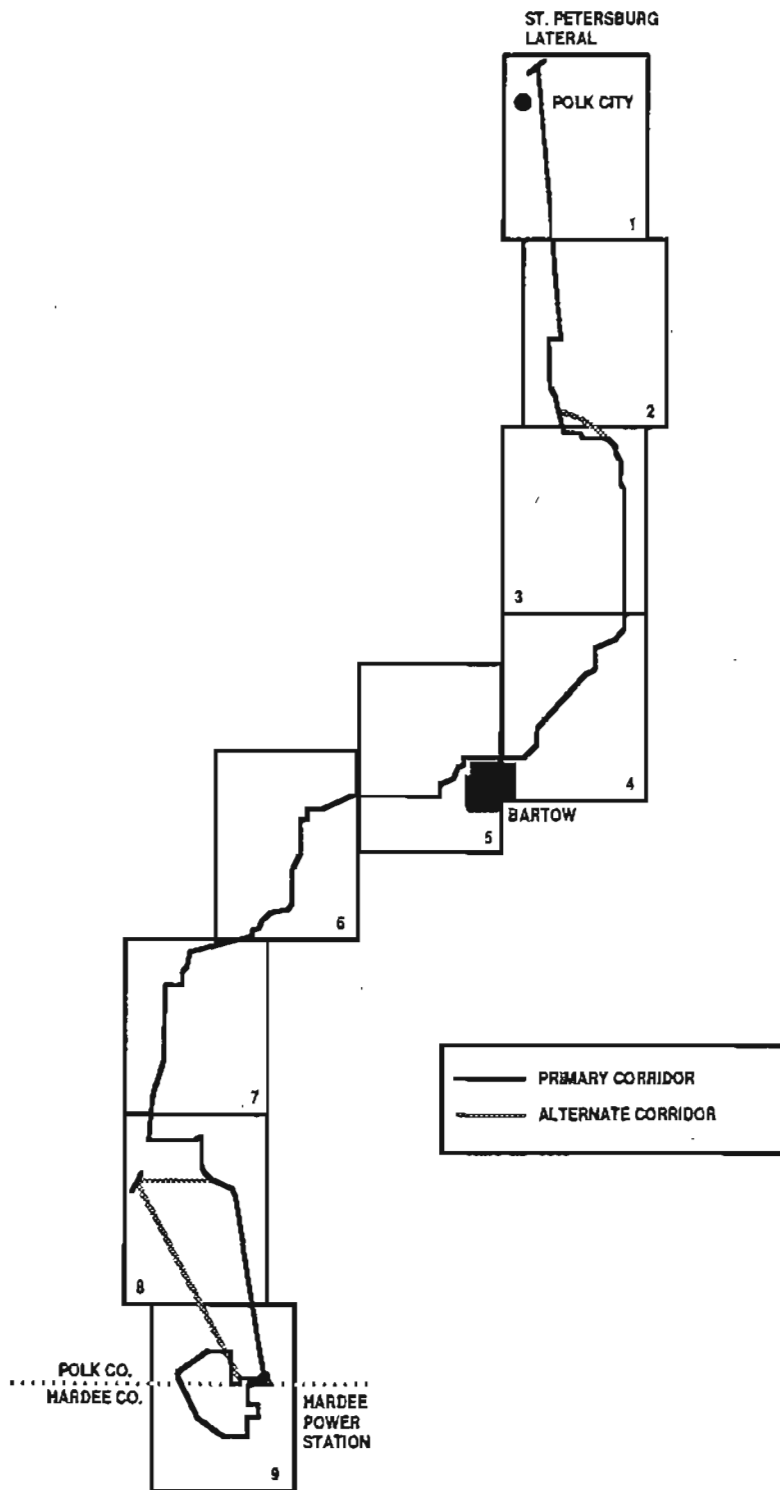 ST. PETERSBURG
LATERAL
POLK CITY
1
2
3
4
BARTOW
5
6
7
PRIMARY CORRIDOR
ALTERNATE CORRIDOR
8
POLK CO.
HARDEE CO.
HARDEE
POWER
STATION
9